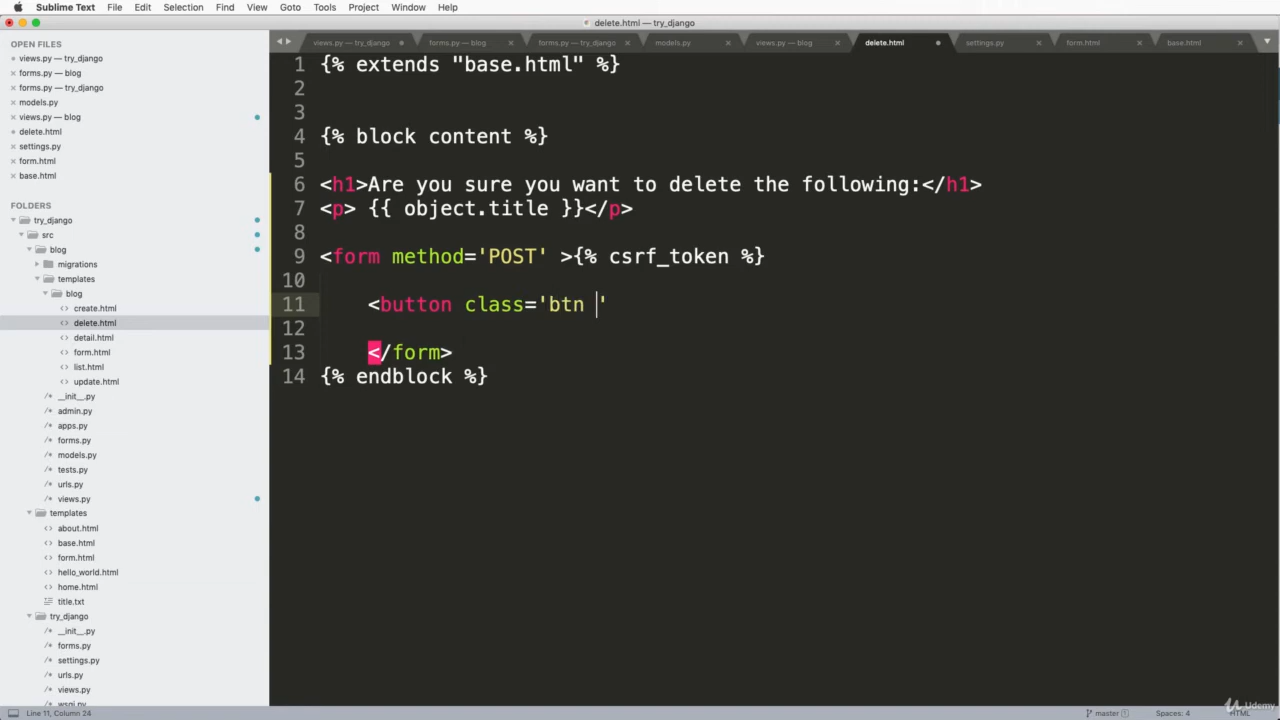 Sublime Text File Edit Selection Find View Goto Tools Project Window Help
delete.html — try_django
OPEN FILES
views.py — try_django
forms.py — blog
forms.py — try_django
models.py
views.py — blog
delete.html
settings.py
form.html
base.html
FOLDERS
try_django
src
blog
migrations
templates
blog
create.html
delete.html
detail.html
form.html
list.html
update.html
__init__.py
admin.py
apps.py
forms.py
models.py
tests.py
urls.py
views.py
templates
about.html
base.html
form.html
hello_world.html
home.html
title.txt
try_django
__init__.py
forms.py
settings.py
urls.py
views.py
wsgi.py
views.py — try_django forms.py — blog forms.py — try_django models.py views.py — blog delete.html settings.py form.html base.html
1 {% extends "base.html" %}
2
3
4 {% block content %}
5
6 <h1>Are you sure you want to delete the following:</h1>
7 <p> {{ object.title }}</p>
8
9 <form method='POST' >{% csrf_token %}
10
11 <button class='btn '
12
13 </form>
14 {% endblock %}
Line 11, Column 24
master 1 Spaces: 4 HTML
Udemy